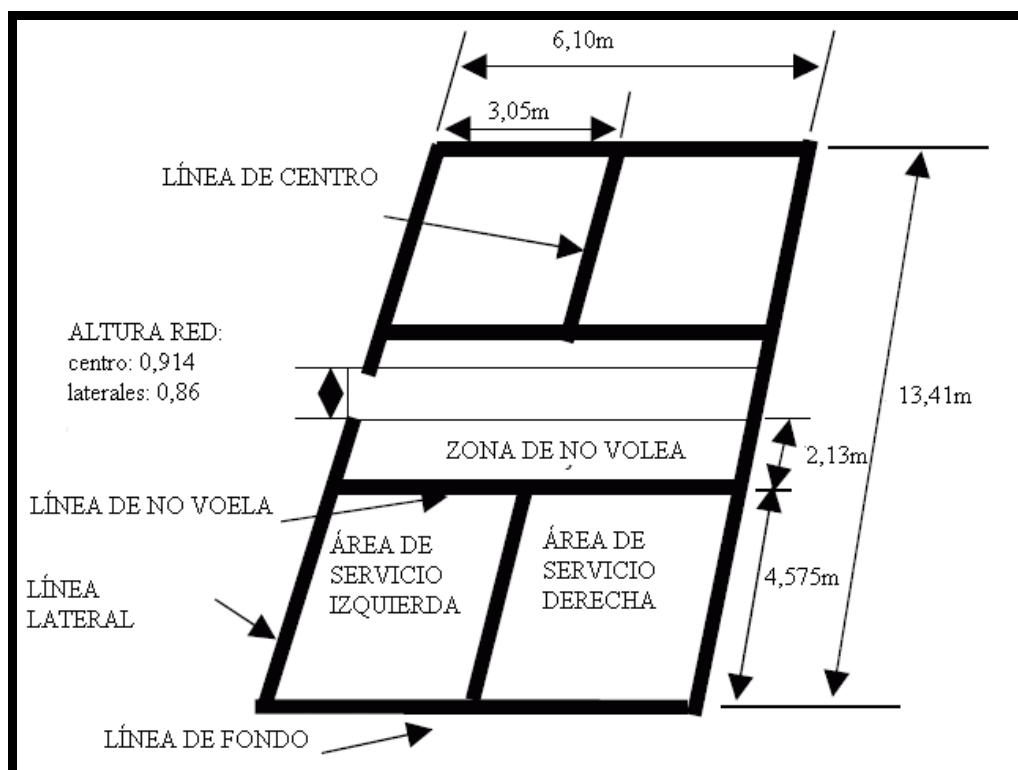 6,10m
3,05m
LÍNEA DE CENTRO
ALTURA RED:
centro: 0,914
laterales: 0,86
13,41m
ZONA DE NO VOLEA
2,13m
LÍNEA DE NO VOELA
ÁREA DE
SERVICIO
IZQUIERDA
ÁREA DE
SERVICIO
DERECHA
4,575m
LÍNEA
LATERAL
LÍNEA DE FONDO